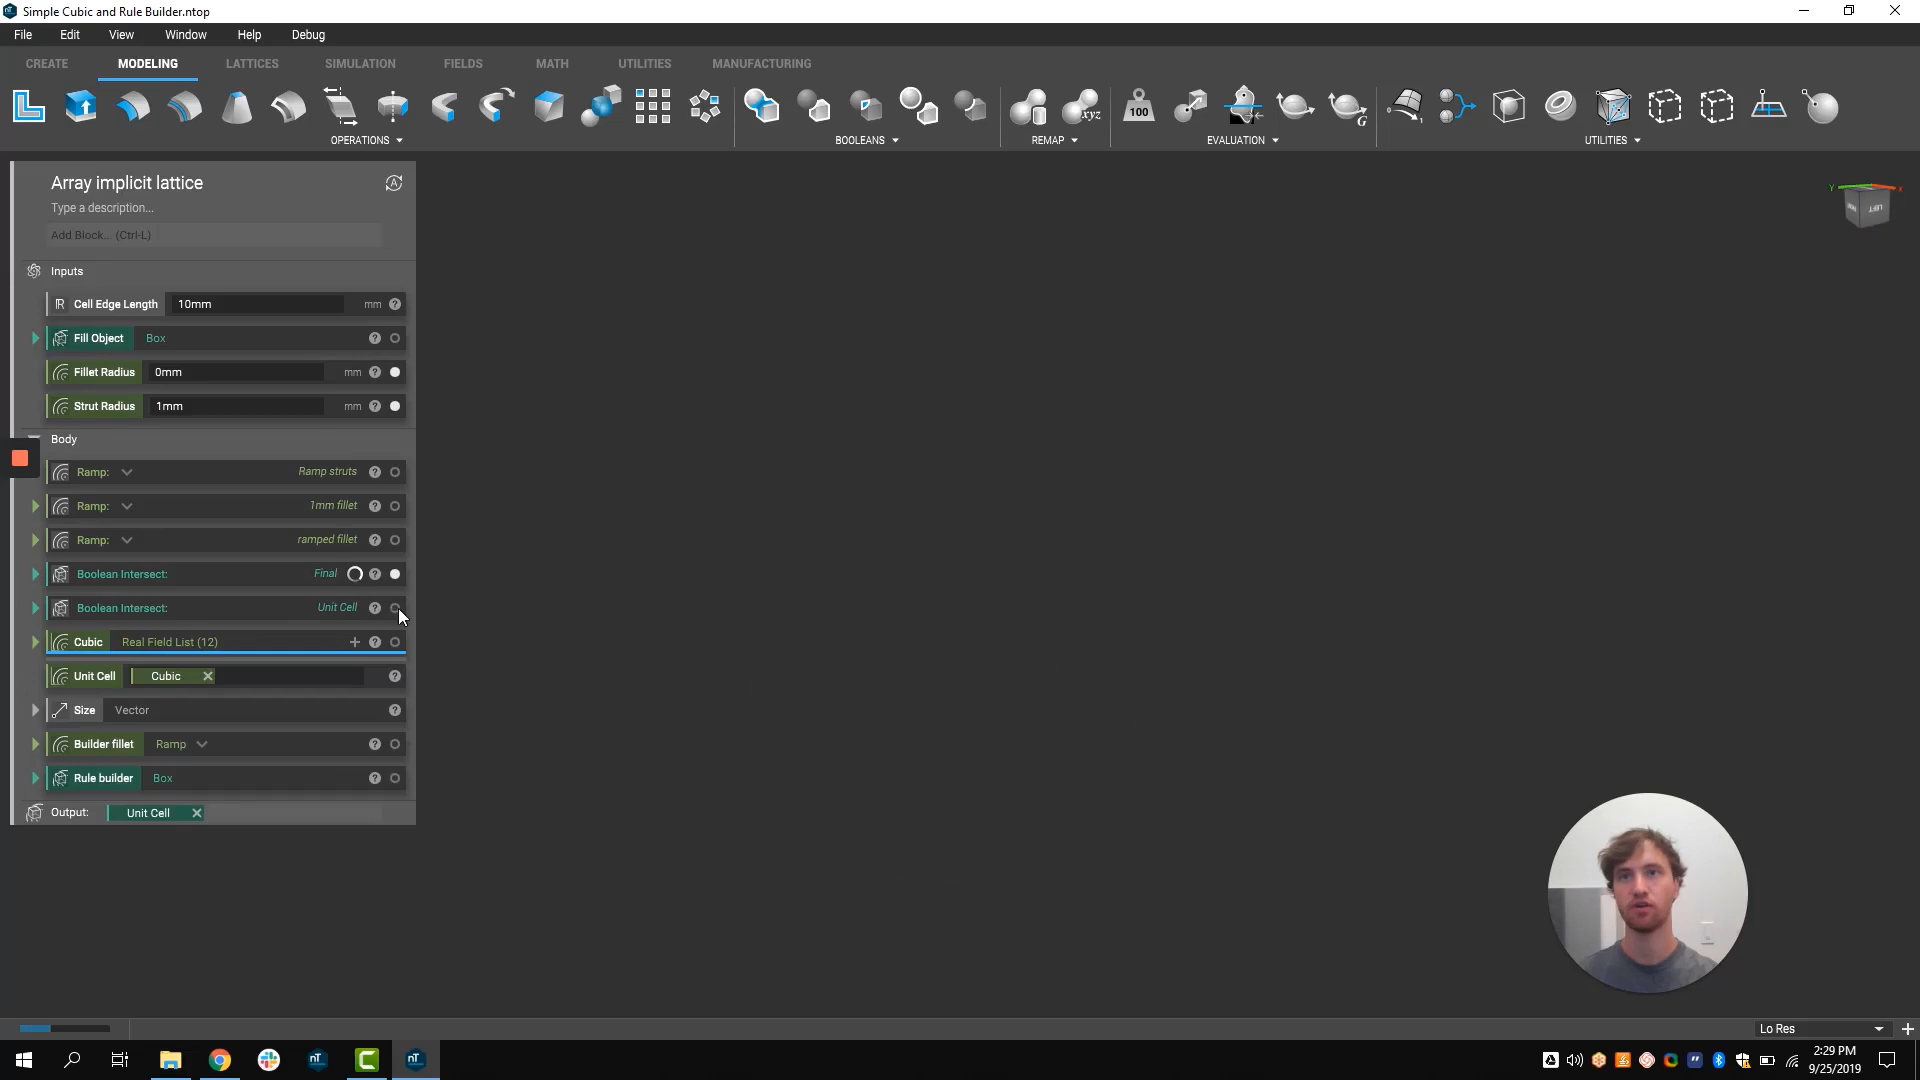 Simple Cubic and Rule Builder.ntop
File Edit View Window Help Debug
CREATE MODELING LATTICES SIMULATION FIELDS MATH UTILITIES MANUFACTURING
100
xyz
G
OPERATIONS BOOLEANS REMAP EVALUATION UTILITIES
Array implicit lattice
Type a description...
Add Block... (Ctrl-L)
Inputs
Cell Edge Length 10mm mm
Fill Object Box
Fillet Radius 0mm mm
Strut Radius 1mm mm
Body
Ramp: Ramp struts
Ramp: 1mm fillet
Ramp: ramped fillet
Boolean Intersect: Final
Boolean Intersect: Unit Cell
Cubic Real Field List (12)
Unit Cell Cubic
Size Vector
Builder fillet Ramp
Rule builder Box
Output: Unit Cell
Y X
LEFT
Lo Res
nT nT
2:29 PM
9/25/2019